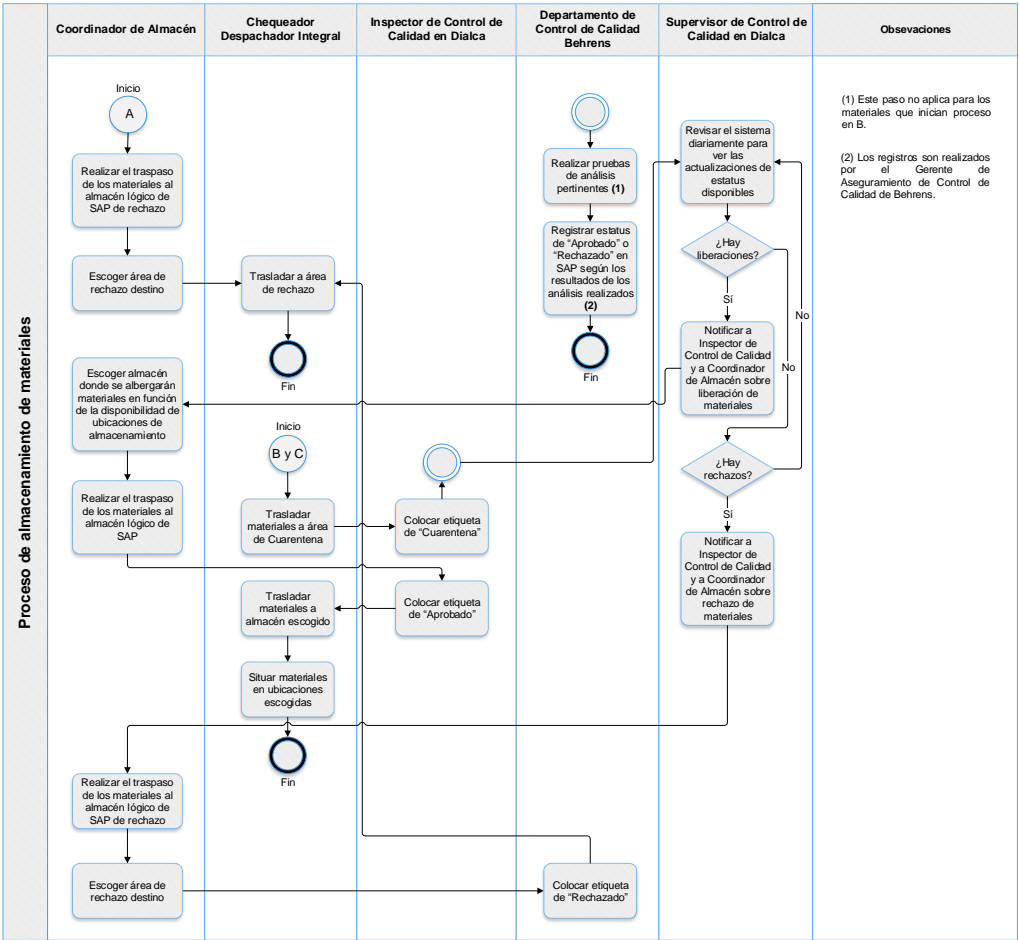 Proceso de almacenamiento de materiales
Coordinador de Almacén
Chequeador
Despachador Integral
Inspector de Control de
Calidad en Dialca
Departamento de
Control de Calidad
Behrens
Supervisor de Control de
Calidad en Dialca
Obsevaciones
Inicio
A
Realizar el traspaso
de los materiales al
almacén lógico de
SAP de rechazo
Escoger área de
rechazo destino
Escoger almacén
donde se albergarán
materiales en función
de la disponibilidad de
ubicaciones de
almacenamiento
Realizar el traspaso
de los materiales al
almacén lógico de
SAP
Realizar el traspaso
de los materiales al
almacén lógico de
SAP de rechazo
Escoger área de
rechazo destino
Trasladar a área
de rechazo
Fin
Inicio
B y C
Trasladar
materiales a área
de Cuarentena
Trasladar
materiales a
almacén escogido
Situar materiales
en ubicaciones
escogidas
Fin
Colocar etiqueta
de “Cuarentena”
Colocar etiqueta
de “Aprobado”
Realizar pruebas
de análisis
pertinentes (1)
Registrar estatus
de “Aprobado” o
“Rechazado” en
SAP según los
resultados de los
análisis realizados
(2)
Fin
Colocar etiqueta
de “Rechazado”
Revisar el sistema
diariamente para
ver las
actualizaciones de
estatus
disponibles
¿Hay
liberaciones?
Sí
No
No
Notificar a
Inspector de
Control de Calidad
y a Coordinador
de Almacén sobre
liberación de
materiales
¿Hay
rechazos?
Sí
Notificar a
Inspector de
Control de Calidad
y a Coordinador
de Almacén sobre
rechazo de
materiales
(1) Este paso no aplica para los
materiales que inician proceso
en B.
(2) Los registros son realizados
por el Gerente de
Aseguramiento de Control de
Calidad de Behrens.